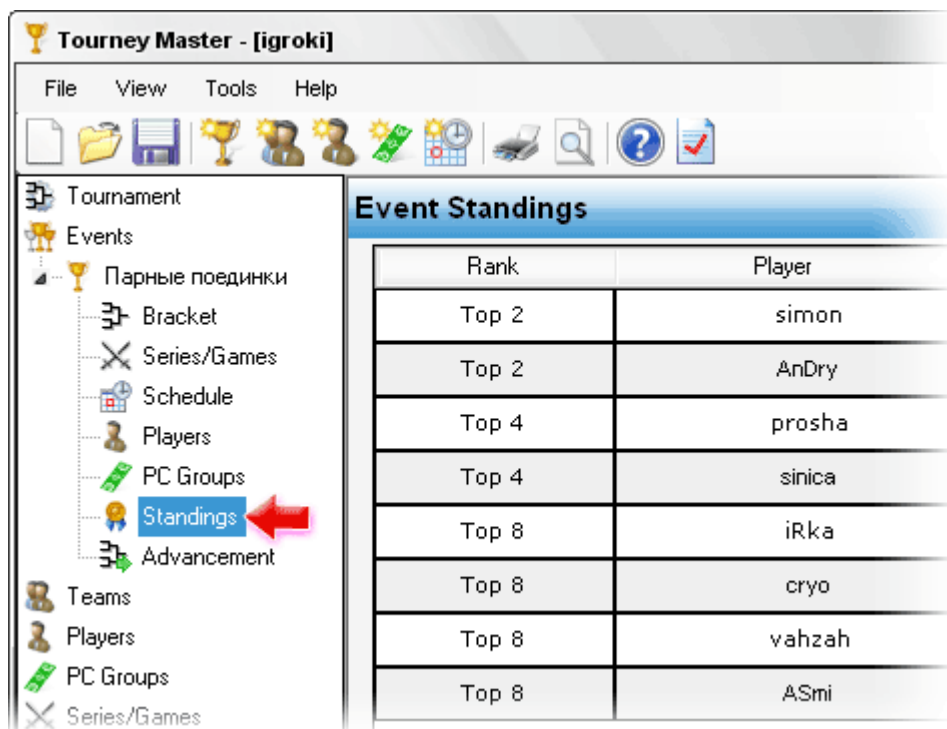 Tourney Master - [igroki]
File View Tools Help
Tournament
Events
Парные поединки
Bracket
Series/Games
Schedule
Players
PC Groups
Standings
Advancement
Teams
Players
PC Groups
Series/Games
Event Standings
Rank Player
Top 2 simon
Top 2 AnDry
Top 4 prosha
Top 4 sinica
Top 8 iRka
Top 8 cryo
Top 8 vahzah
Top 8 ASmi